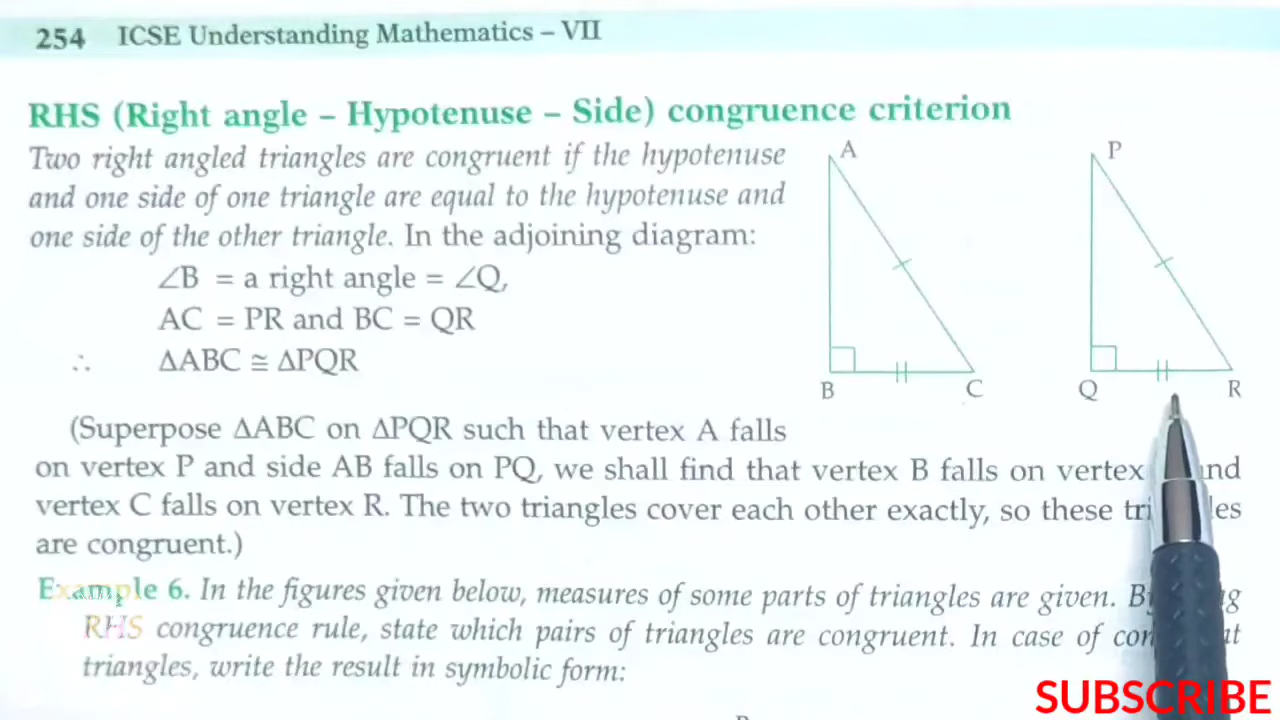 254 ICSE Understanding Mathematics – VII
RHS (Right angle – Hypotenuse – Side) congruence criterion
Two right angled triangles are congruent if the hypotenuse
and one side of one triangle are equal to the hypotenuse and
one side of the other triangle. In the adjoining diagram:
∠B = a right angle = ∠Q,
AC = PR and BC = QR
∴ ΔABC ≅ ΔPQR
A
B
C
P
Q
R
(Superpose ΔABC on ΔPQR such that vertex A falls
on vertex P and side AB falls on PQ, we shall find that vertex B falls on vertex
vertex C falls on vertex R. The two triangles cover each other exactly, so these
are congruent.)
Example 6. In the figures given below, measures of some parts of triangles are given.
RHS congruence rule, state which pairs of triangles are congruent. In case of
triangles, write the result in symbolic form:
SUBSCRIBE